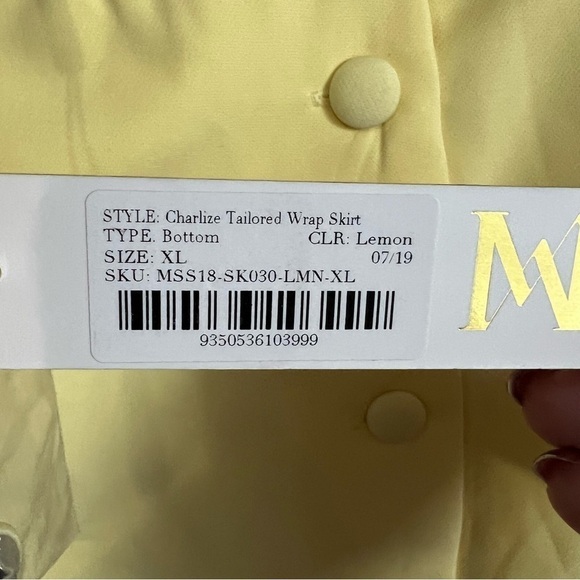 STYLE: Charlize Tailored Wrap Skirt
TYPE. Bottom CLR: Lemon
SIZE: XL 07/19
SKU: MSS18-SK030-LMN-XL
9350536103999